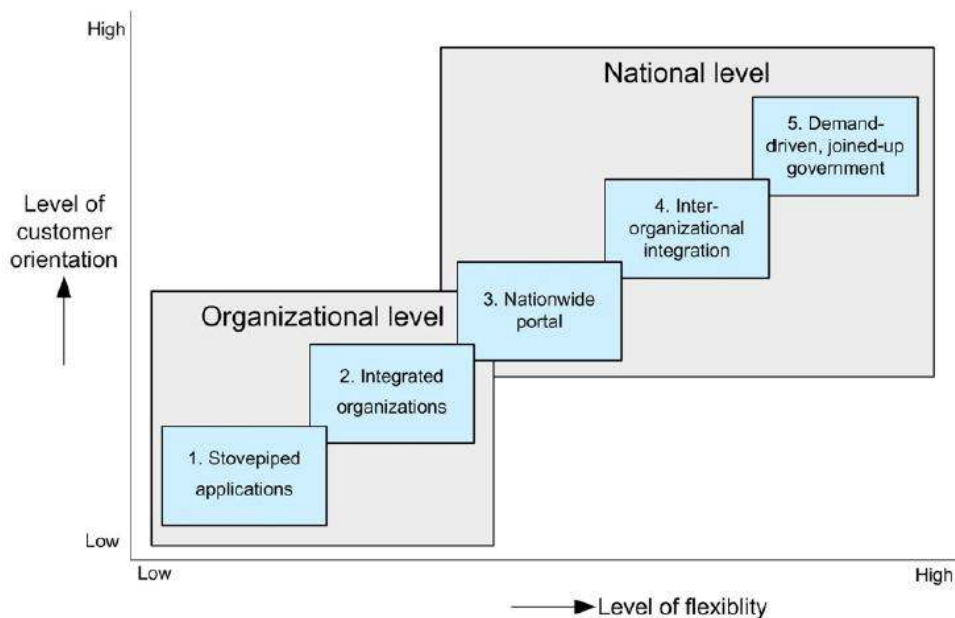 High
National level
5. Demand-
driven, joined-up
government
4. Inter-
organizational
integration
Level of
customer
orientation
3. Nationwide
portal
Organizational level
2. Integrated
organizations
1. Stovepiped
applications
Low
Low
High
Level of flexiblity